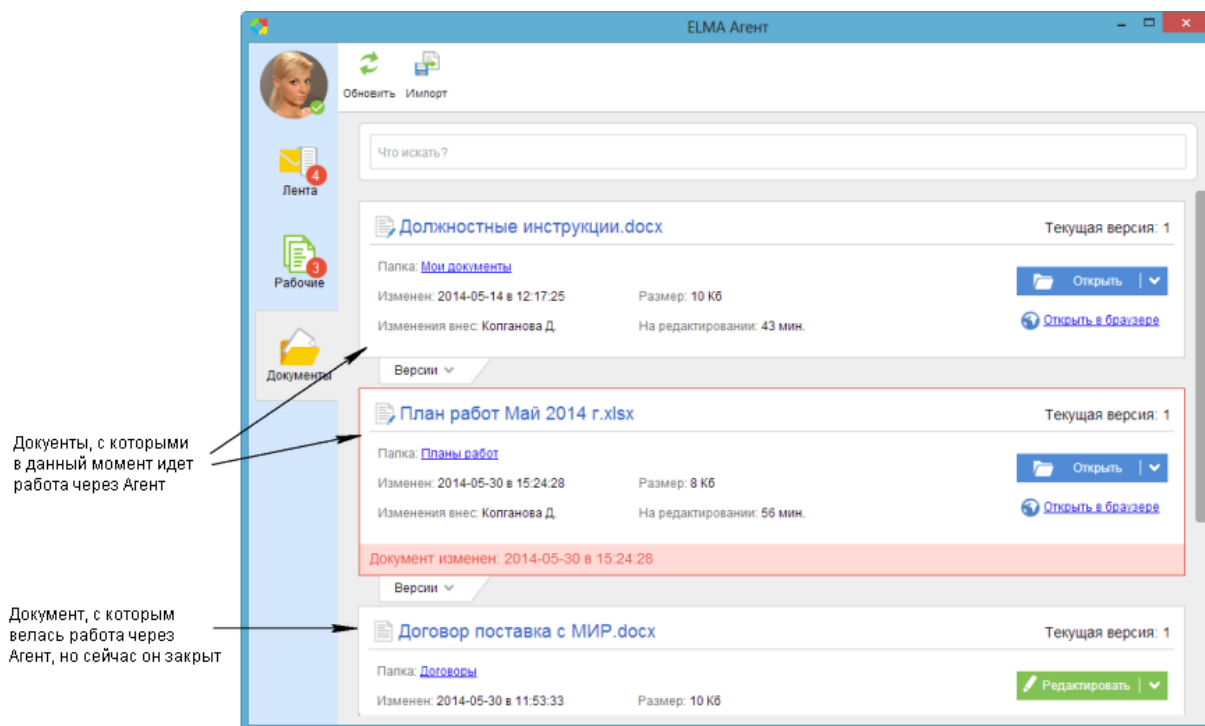 ELMA Агент
Обновить Импорт
Что искать?
4
Лента
3
Рабочие
Документы
Должностные инструкции.docx
Текущая версия: 1
Папка: Мои документы
Изменен: 2014-05-14 в 12:17:25 Размер: 10 Кб
Изменения внес: Колганова Д. На редактировании: 43 мин.
Открыть
Открыть в браузере
Версии
План работ Май 2014 г.xlsx
Текущая версия: 1
Папка: Планы работ
Изменен: 2014-05-30 в 15:24:28 Размер: 8 Кб
Изменения внес: Колганова Д. На редактировании: 56 мин.
Открыть
Открыть в браузере
Документ изменен: 2014-05-30 в 15:24:28
Версии
Договор поставка с МИР.docx
Текущая версия: 1
Папка: Договоры
Изменен: 2014-05-30 в 11:53:33 Размер: 10 Кб
Редактировать
Докуенты, с которыми
в данный момент идет
работа через Агент
Документ, с которым
велась работа через
Агент, но сейчас он закрыт